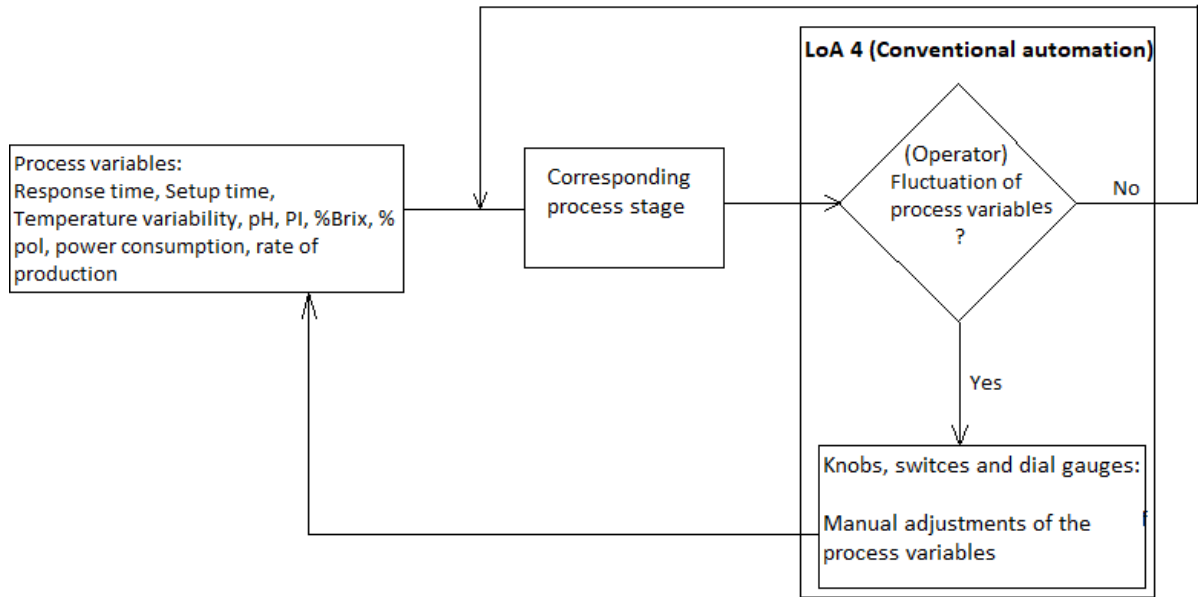 LoA 4 (Conventional automation)
Process variables:
Response time, Setup time,
Temperature variability, pH, PI, %Brix, %
pol, power consumption, rate of
production
Corresponding
process stage
(Operator)
Fluctuation of
process variables
?
No
Yes
Knobs, switces and dial gauges:
Manual adjustments of the
process variables
f